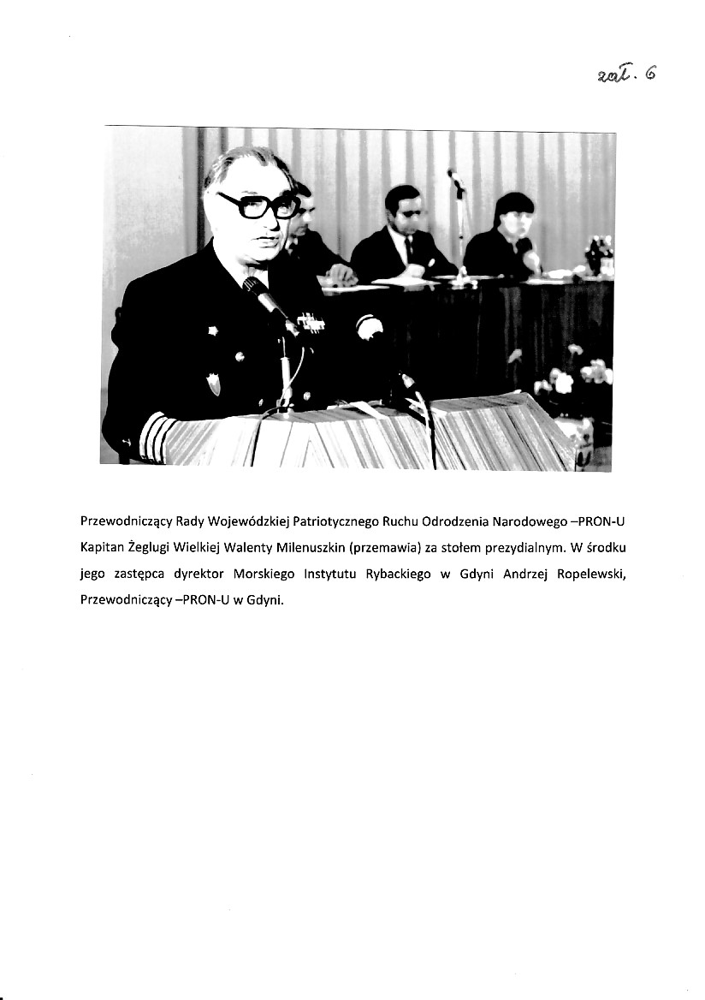 zał. 6
Przewodniczący Rady Wojewódzkiej Patriotycznego Ruchu Odrodzenia Narodowego –PRON-U
Kapitan Żeglugi Wielkiej Walenty Milenuszkin (przemawia) za stołem prezydialnym. W środku
jego zastępca dyrektor Morskiego Instytutu Rybackiego w Gdyni Andrzej Ropelewski,
Przewodniczący –PRON-U w Gdyni.